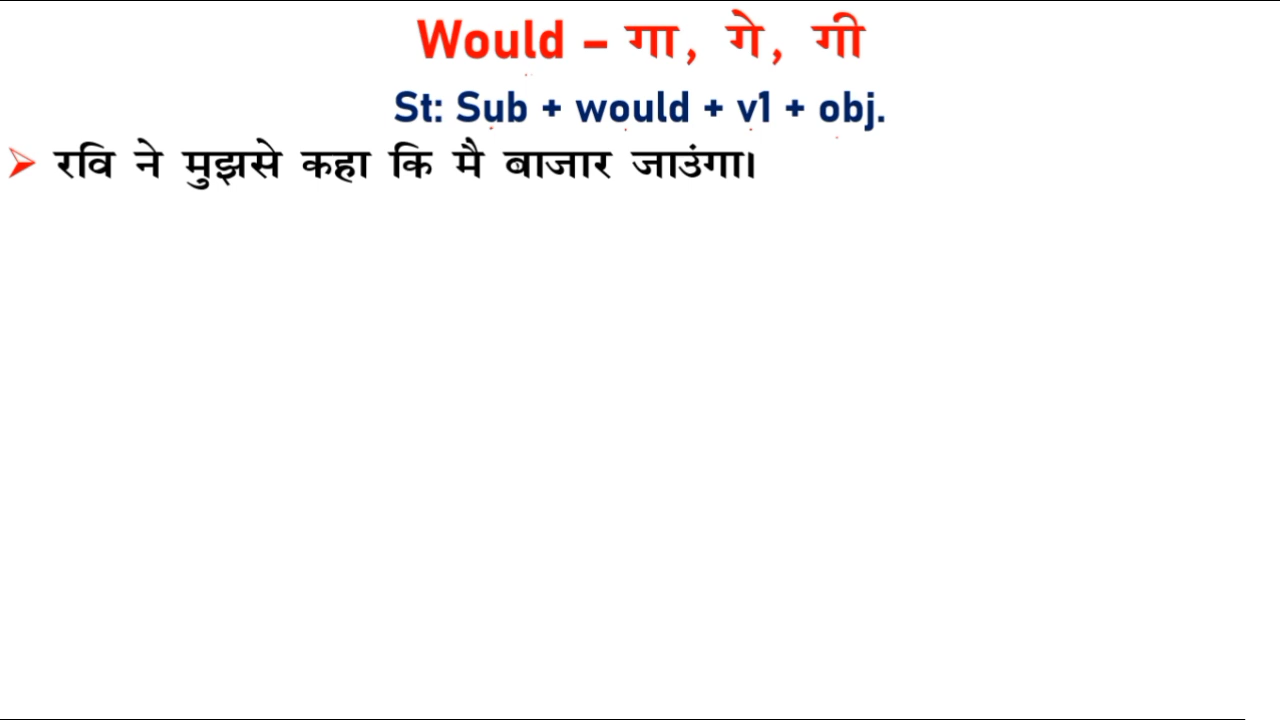 Would – गा, गे, गी
St: Sub + would + v1 + obj.
➢ रवि ने मुझसे कहा कि मै बाजार जाउंगा।